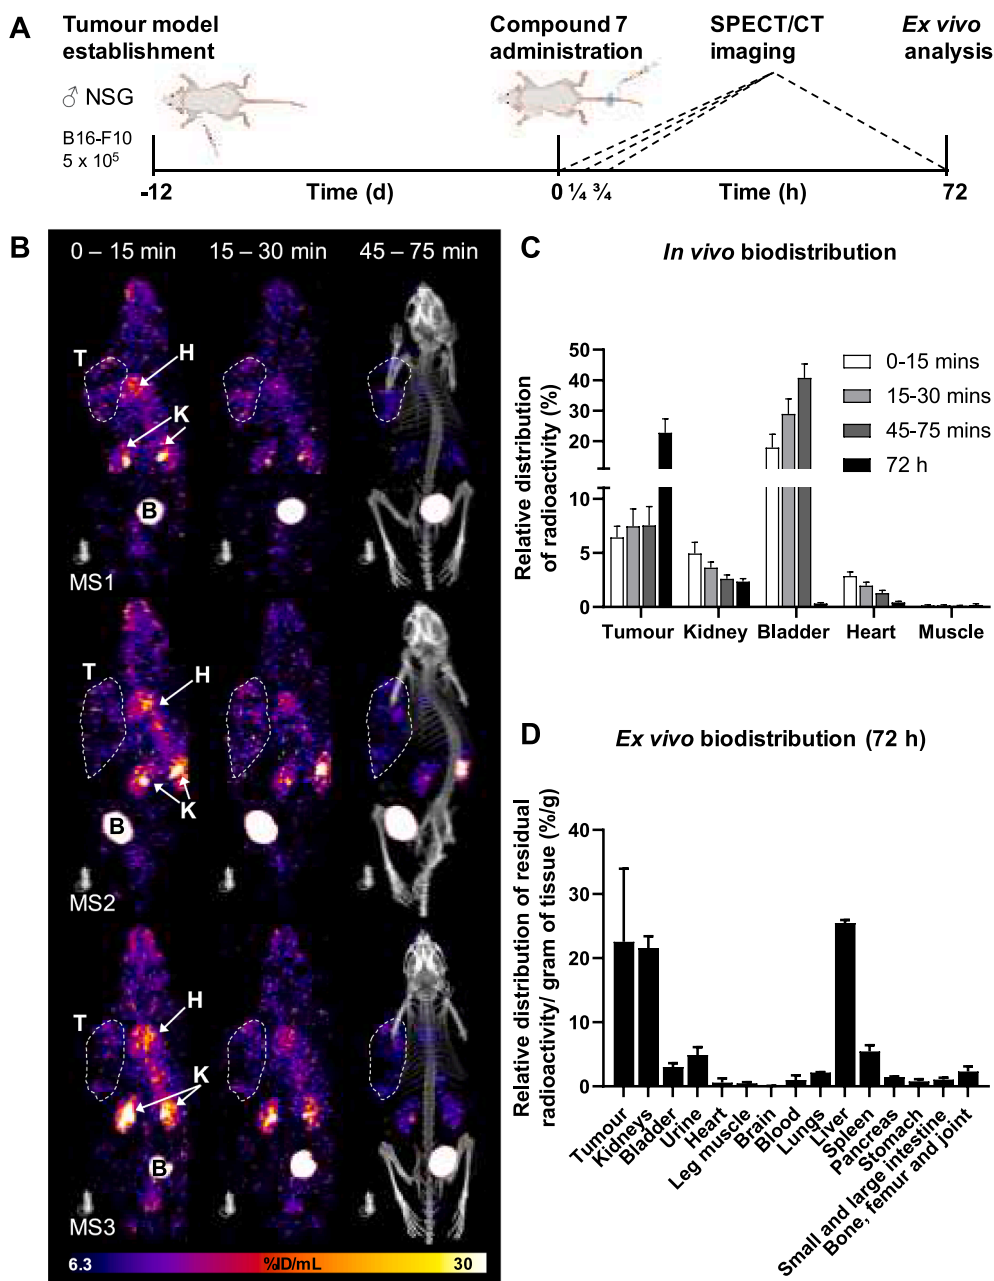 A
Tumour model
establishment
Compound 7
administration
SPECT/CT
imaging
Ex vivo
analysis
♂ NSG
B16-F10
5 x 10⁵
-12
Time (d)
0 ¼ ¾
Time (h)
72
B
0 – 15 min
15 – 30 min
45 – 75 min
T
H
K
B
MS1
T
H
K
B
MS2
T
H
K
B
MS3
6.3
%ID/mL
30
C
In vivo biodistribution
Relative distribution
of radioactivity (%)
50
40
30
20
10
5
0
0-15 mins
15-30 mins
45-75 mins
72 h
Tumour
Kidney
Bladder
Heart
Muscle
D
Ex vivo biodistribution (72 h)
Relative distribution of residual
radioactivity/ gram of tissue (%/g)
40
30
20
10
0
Tumour
Kidneys
Bladder
Urine
Heart
Leg muscle
Brain
Blood
Lungs
Liver
Spleen
Pancreas
Stomach
Small and large intestine
Bone, femur and joint